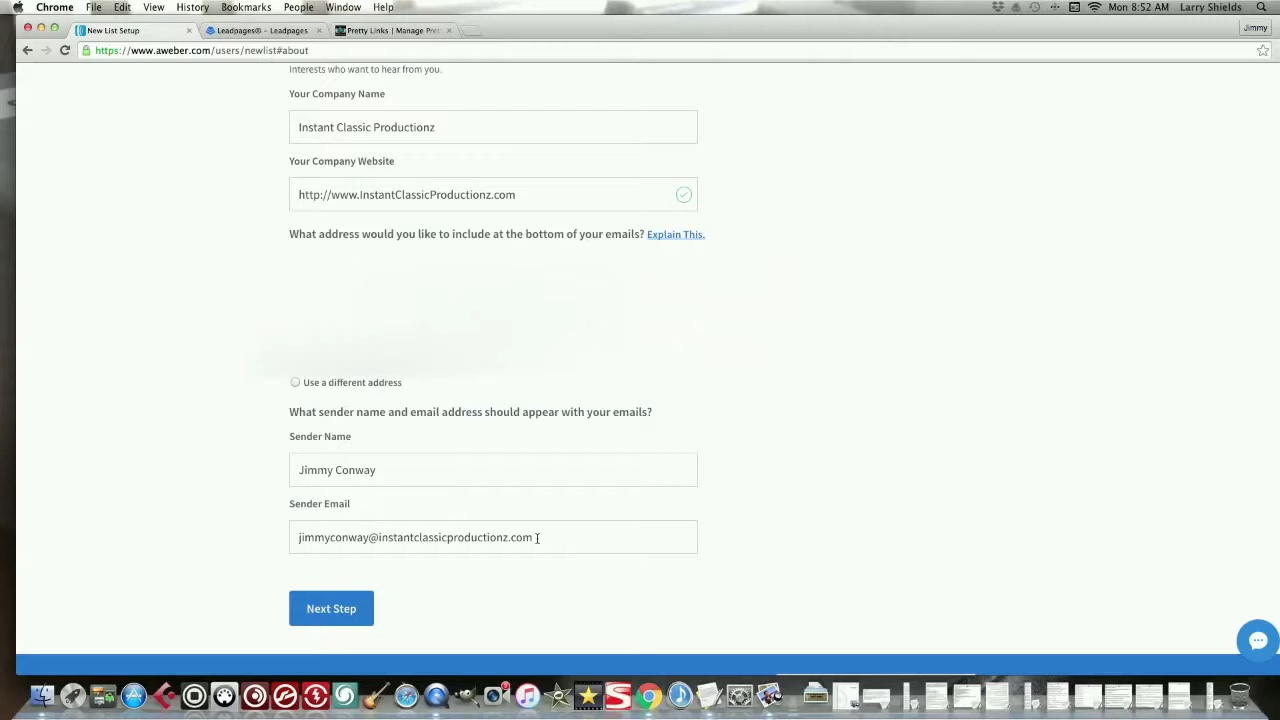 Chrome File Edit View History Bookmarks People Window Help Mon 8:52 AM Larry Shields
New List Setup Leadpages® – Leadpages Pretty Links | Manage Pret Jimmy
https://www.aweber.com/users/newlist#about
Interests who want to hear from you.
Your Company Name
Instant Classic Productionz
Your Company Website
http://www.InstantClassicProductionz.com
What address would you like to include at the bottom of your emails? Explain This.
Use a different address
What sender name and email address should appear with your emails?
Sender Name
Jimmy Conway
Sender Email
jimmyconway@instantclassicproductionz.com
Next Step